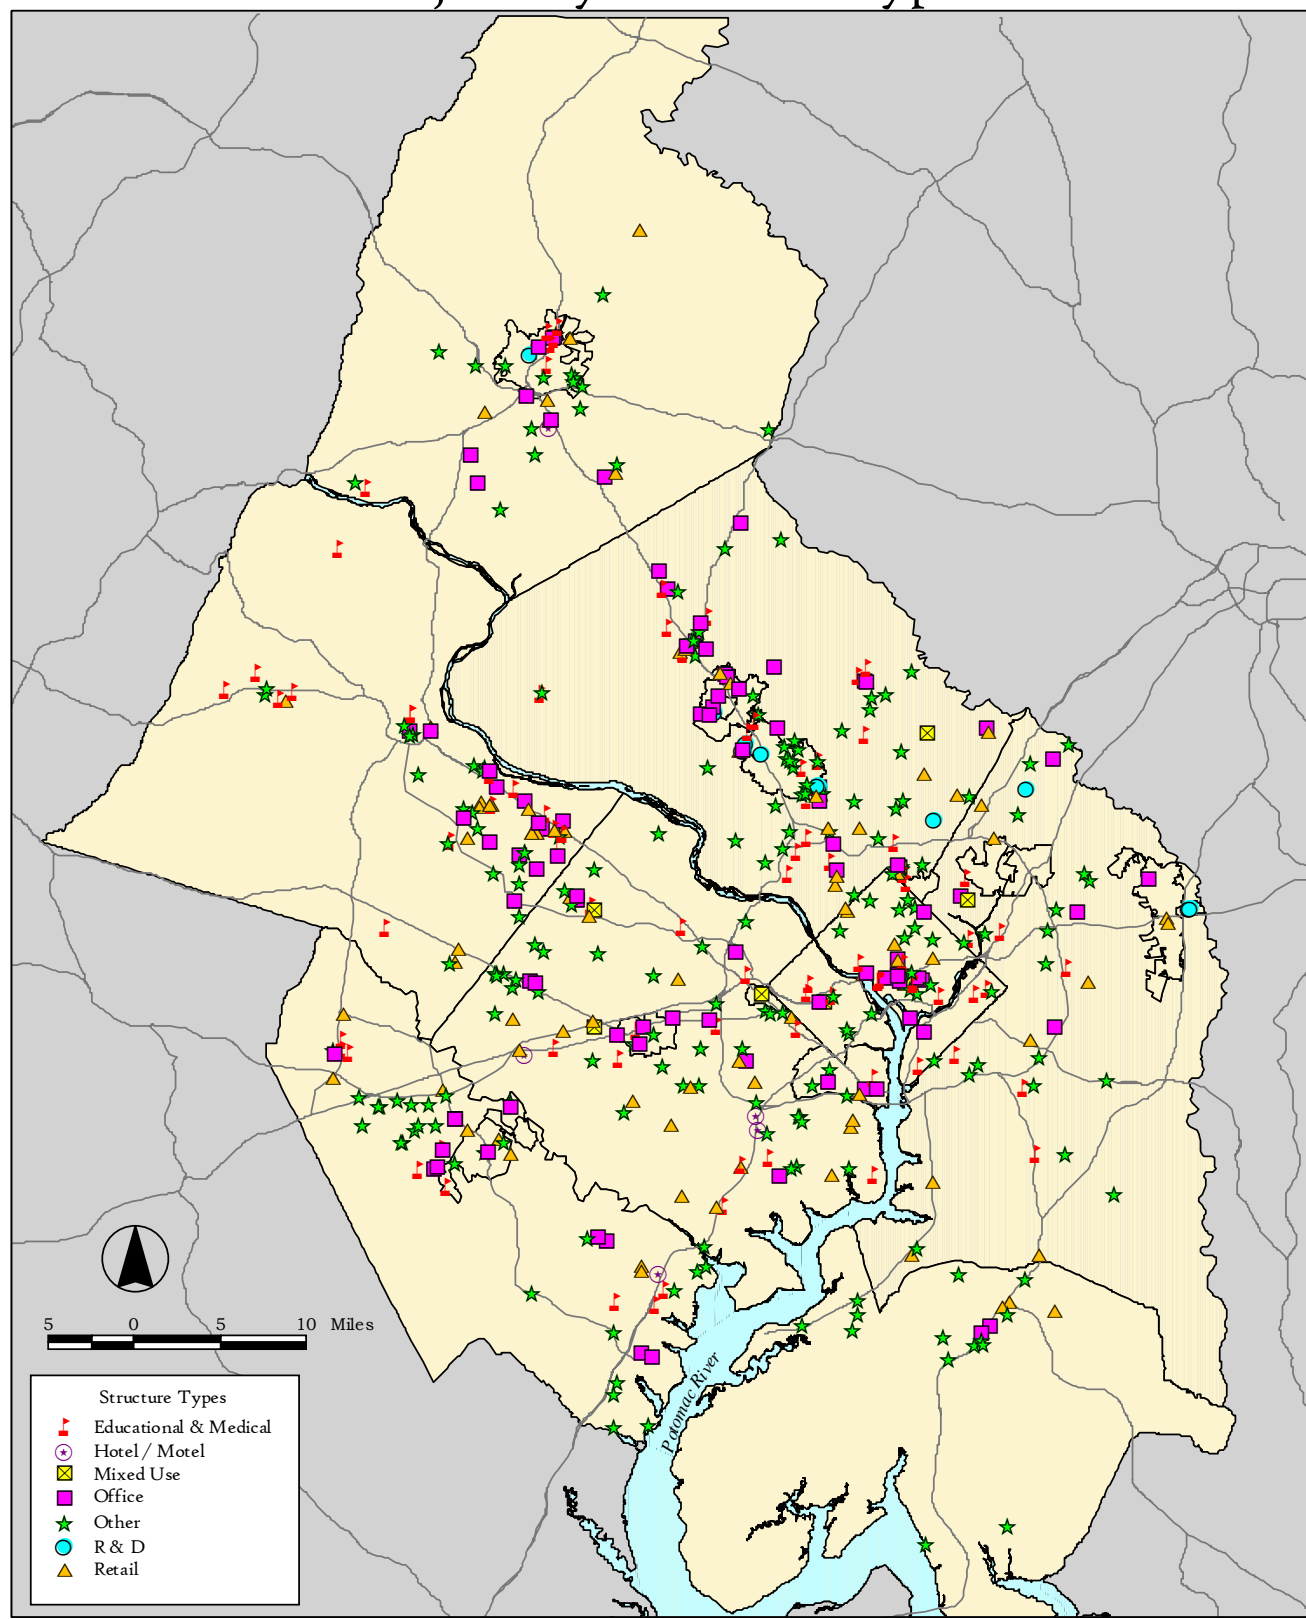 5 0 5 10 Miles
Potomac River
Structure Types
Educational & Medical
Hotel / Motel
Mixed Use
Office
Other
R & D
Retail